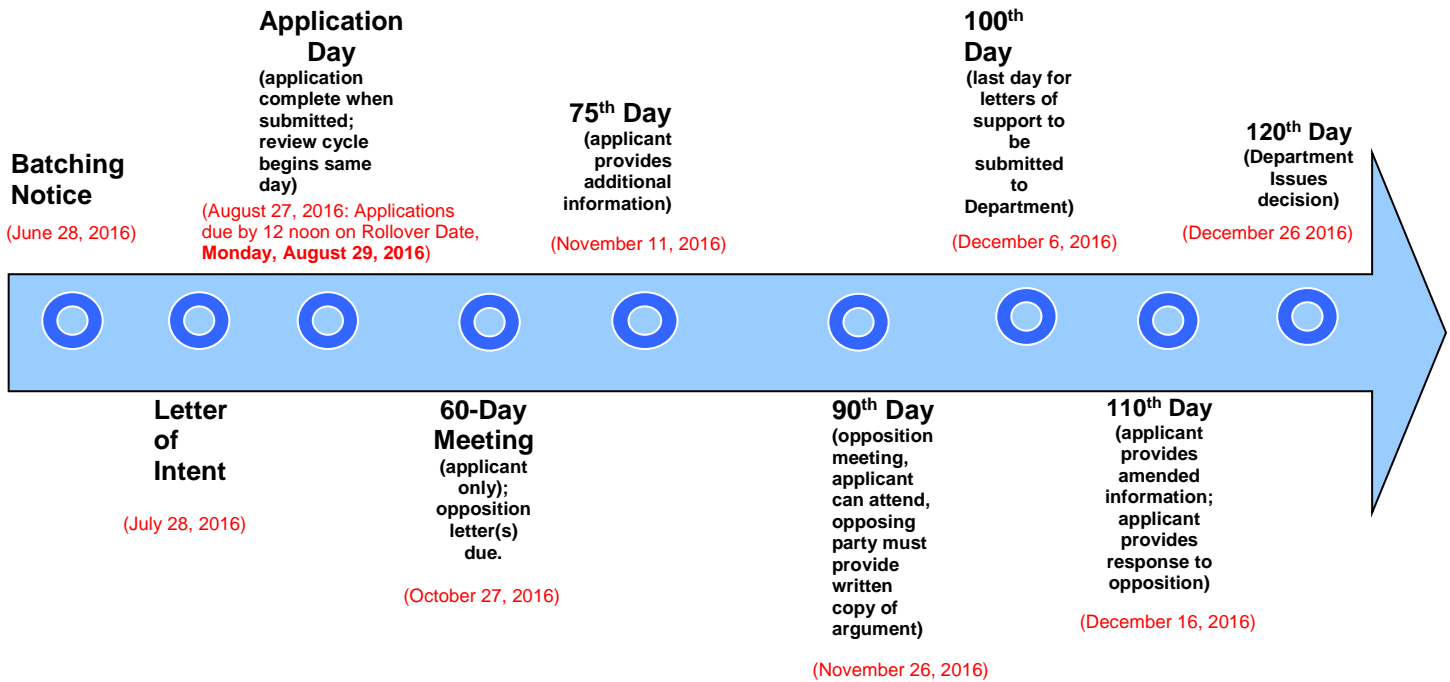 Batching
Notice
(June 28, 2016)
Letter
of
Intent
(July 28, 2016)
Application
Day
(application
complete when
submitted;
review cycle
begins same
day)
(August 27, 2016: Applications
due by 12 noon on Rollover Date,
Monday, August 29, 2016)
60-Day
Meeting
(applicant
only);
opposition
letter(s)
due.
(October 27, 2016)
75th Day
(applicant
provides
additional
information)
(November 11, 2016)
90th Day
(opposition
meeting,
applicant
can attend,
opposing
party must
provide
written
copy of
argument)
(November 26, 2016)
100th
Day
(last day for
letters of
support to
be
submitted
to
Department)
(December 6, 2016)
110th Day
(applicant
provides
amended
information;
applicant
provides
response to
opposition)
(December 16, 2016)
120th Day
(Department
Issues
decision)
(December 26 2016)